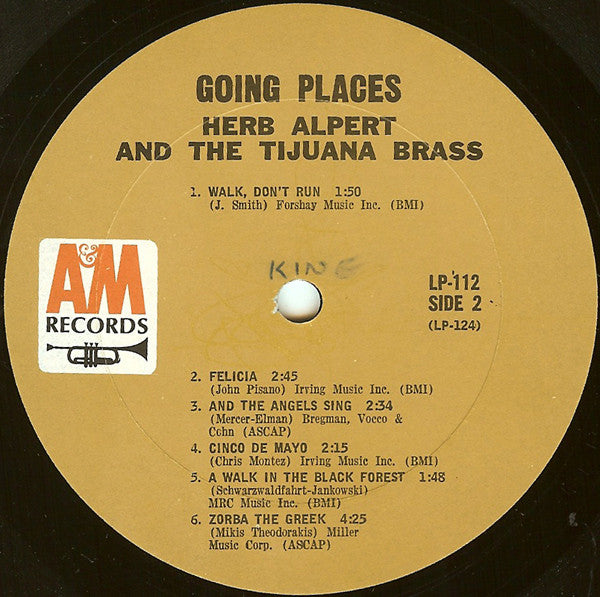 GOING PLACES
HERB ALPERT
AND THE TIJUANA BRASS
1. WALK, DON'T RUN 1:50
(J. Smith) Forshay Music Inc. (BMI)
KING
A&M
RECORDS
LP-112
SIDE 2
(LP-124)
2. FELICIA 2:45
(John Pisano) Irving Music Inc. (BMI)
3. AND THE ANGELS SING 2:34
(Mercer-Elman) Bregman, Vocco &
Cohn (ASCAP)
4. CINCO DE MAYO 2:15
(Chris Montez) Irving Music Inc. (BMI)
5. A WALK IN THE BLACK FOREST 1:48
(Schwarzwaldfahrt-Jankowski)
MRC Music Inc. (BMI)
6. ZORBA THE GREEK 4:25
(Mikis Theodorakis) Miller
Music Corp. (ASCAP)